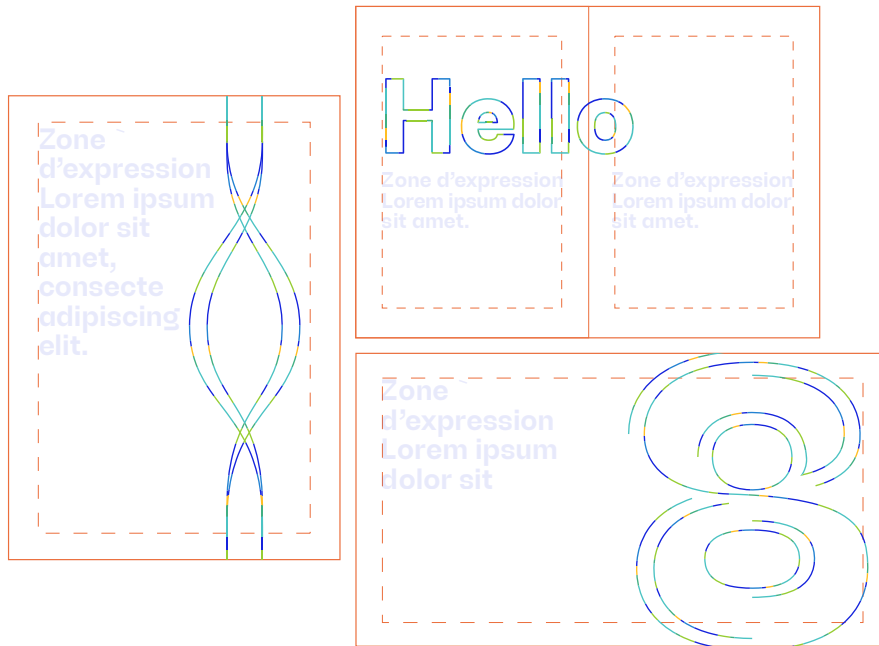 Zone ~
d’expression
Lorem ipsum
dolor sit
amet,
consecte
adipiscing
elit.
Hello
Zone d’expression
Lorem ipsum dolor
sit amet.
Zone d’expression
Lorem ipsum dolor
sit amet.
Zone ~
d’expression
Lorem ipsum
dolor sit
8